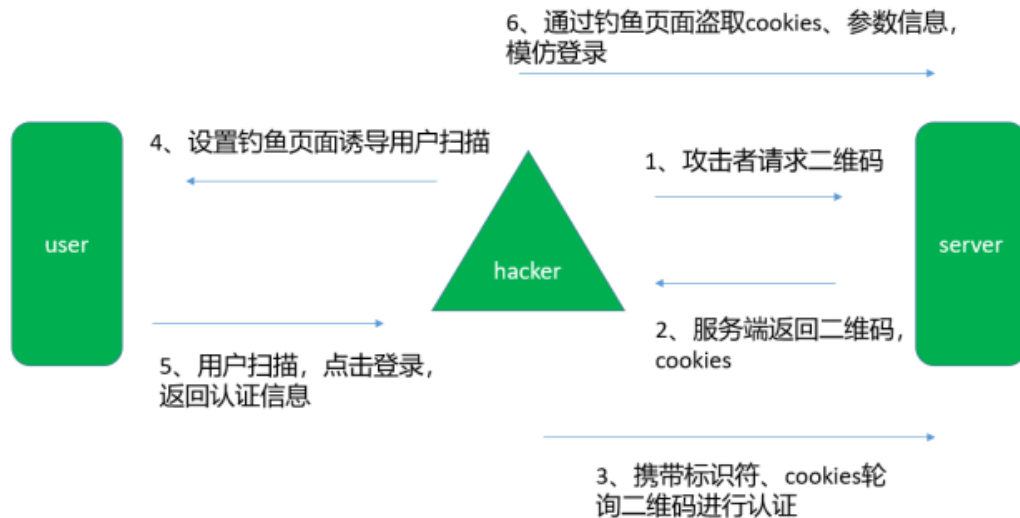 6、通过钓鱼页面盗取cookies、参数信息，
模仿登录
4、设置钓鱼页面诱导用户扫描
1、攻击者请求二维码
user
hacker
server
2、服务端返回二维码，
cookies
5、用户扫描，点击登录，
返回认证信息
3、携带标识符、cookies轮
询二维码进行认证